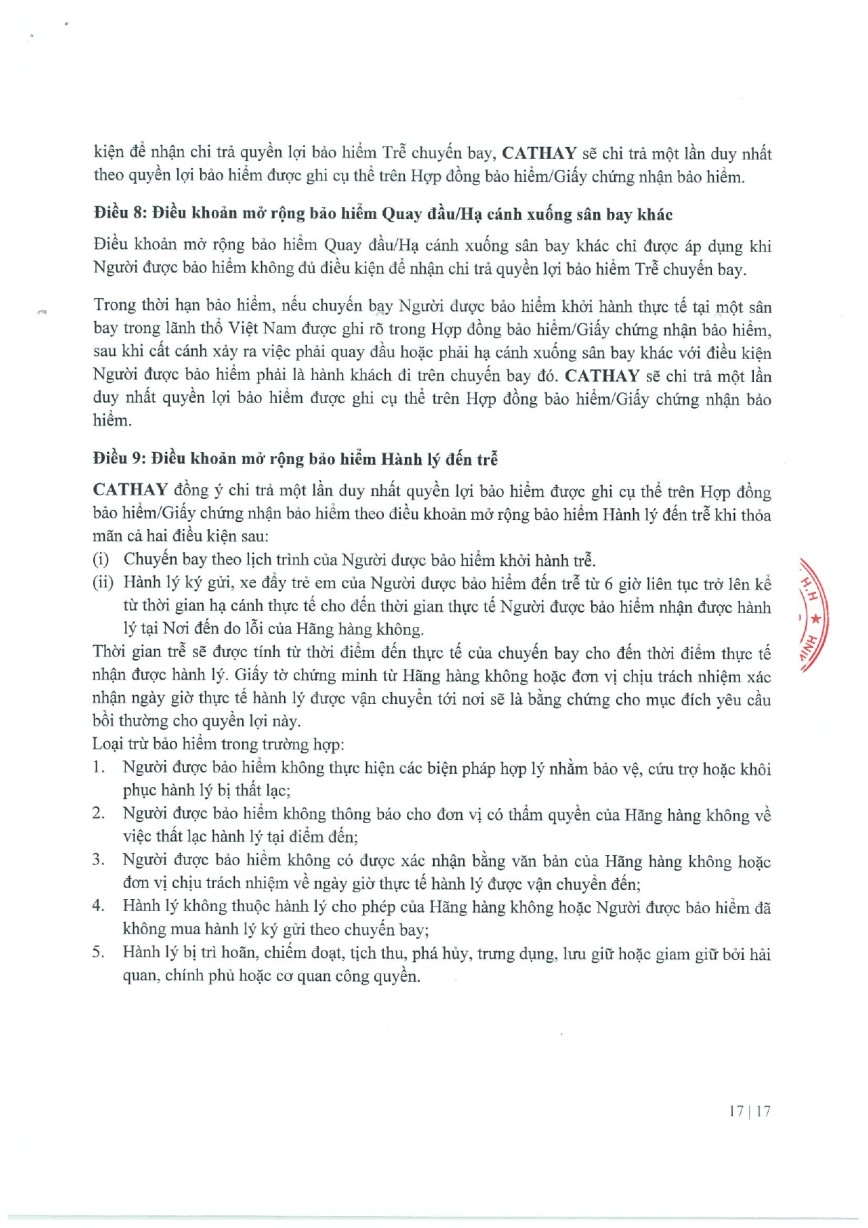 kiện để nhận chi trả quyền lợi bảo hiểm Trễ chuyến bay, CATHAY sẽ chi trả một lần duy nhất
theo quyền lợi bảo hiểm được ghi cụ thể trên Hợp đồng bảo hiểm/Giấy chứng nhận bảo hiểm.
Điều 8: Điều khoản mở rộng bảo hiểm Quay đầu/Hạ cánh xuống sân bay khác
Điều khoản mở rộng bảo hiểm Quay đầu/Hạ cánh xuống sân bay khác chỉ được áp dụng khi
Người được bảo hiểm không đủ điều kiện để nhận chi trả quyền lợi bảo hiểm Trễ chuyến bay.
Trong thời hạn bảo hiểm, nếu chuyến bay Người được bảo hiểm khởi hành thực tế tại một sân
bay trong lãnh thổ Việt Nam được ghi rõ trong Hợp đồng bảo hiểm/Giấy chứng nhận bảo hiểm,
sau khi cất cánh xảy ra việc phải quay đầu hoặc phải hạ cánh xuống sân bay khác với điều kiện
Người được bảo hiểm phải là hành khách đi trên chuyến bay đó. CATHAY sẽ chi trả một lần
duy nhất quyền lợi bảo hiểm được ghi cụ thể trên Hợp đồng bảo hiểm/Giấy chứng nhận bảo
hiểm.
Điều 9: Điều khoản mở rộng bảo hiểm Hành lý đến trễ
CATHAY đồng ý chi trả một lần duy nhất quyền lợi bảo hiểm được ghi cụ thể trên Hợp đồng
bảo hiểm/Giấy chứng nhận bảo hiểm theo điều khoản mở rộng bảo hiểm Hành lý đến trễ khi thỏa
mãn cả hai điều kiện sau:
(i) Chuyến bay theo lịch trình của Người được bảo hiểm khởi hành trễ.
(ii) Hành lý ký gửi, xe đẩy trẻ em của Người được bảo hiểm đến trễ từ 6 giờ liên tục trở lên kể
từ thời gian hạ cánh thực tế cho đến thời gian thực tế Người được bảo hiểm nhận được hành
lý tại Nơi đến do lỗi của Hãng hàng không.
Thời gian trễ sẽ được tính từ thời điểm đến thực tế của chuyến bay cho đến thời điểm thực tế
nhận được hành lý. Giấy tờ chứng minh từ Hãng hàng không hoặc đơn vị chịu trách nhiệm xác
nhận ngày giờ thực tế hành lý được vận chuyển tới nơi sẽ là bằng chứng cho mục đích yêu cầu
bồi thường cho quyền lợi này.
Loại trừ bảo hiểm trong trường hợp:
1. Người được bảo hiểm không thực hiện các biện pháp hợp lý nhằm bảo vệ, cứu trợ hoặc khôi
phục hành lý bị thất lạc;
2. Người được bảo hiểm không thông báo cho đơn vị có thẩm quyền của Hãng hàng không về
việc thất lạc hành lý tại điểm đến;
3. Người được bảo hiểm không có được xác nhận bằng văn bản của Hãng hàng không hoặc
đơn vị chịu trách nhiệm về ngày giờ thực tế hành lý được vận chuyển đến;
4. Hành lý không thuộc hành lý cho phép của Hãng hàng không hoặc Người được bảo hiểm đã
không mua hành lý ký gửi theo chuyến bay;
5. Hành lý bị trì hoãn, chiếm đoạt, tịch thu, phá hủy, trưng dụng, lưu giữ hoặc giam giữ bởi hải
quan, chính phủ hoặc cơ quan công quyền.
H.H
MINH
17 | 17